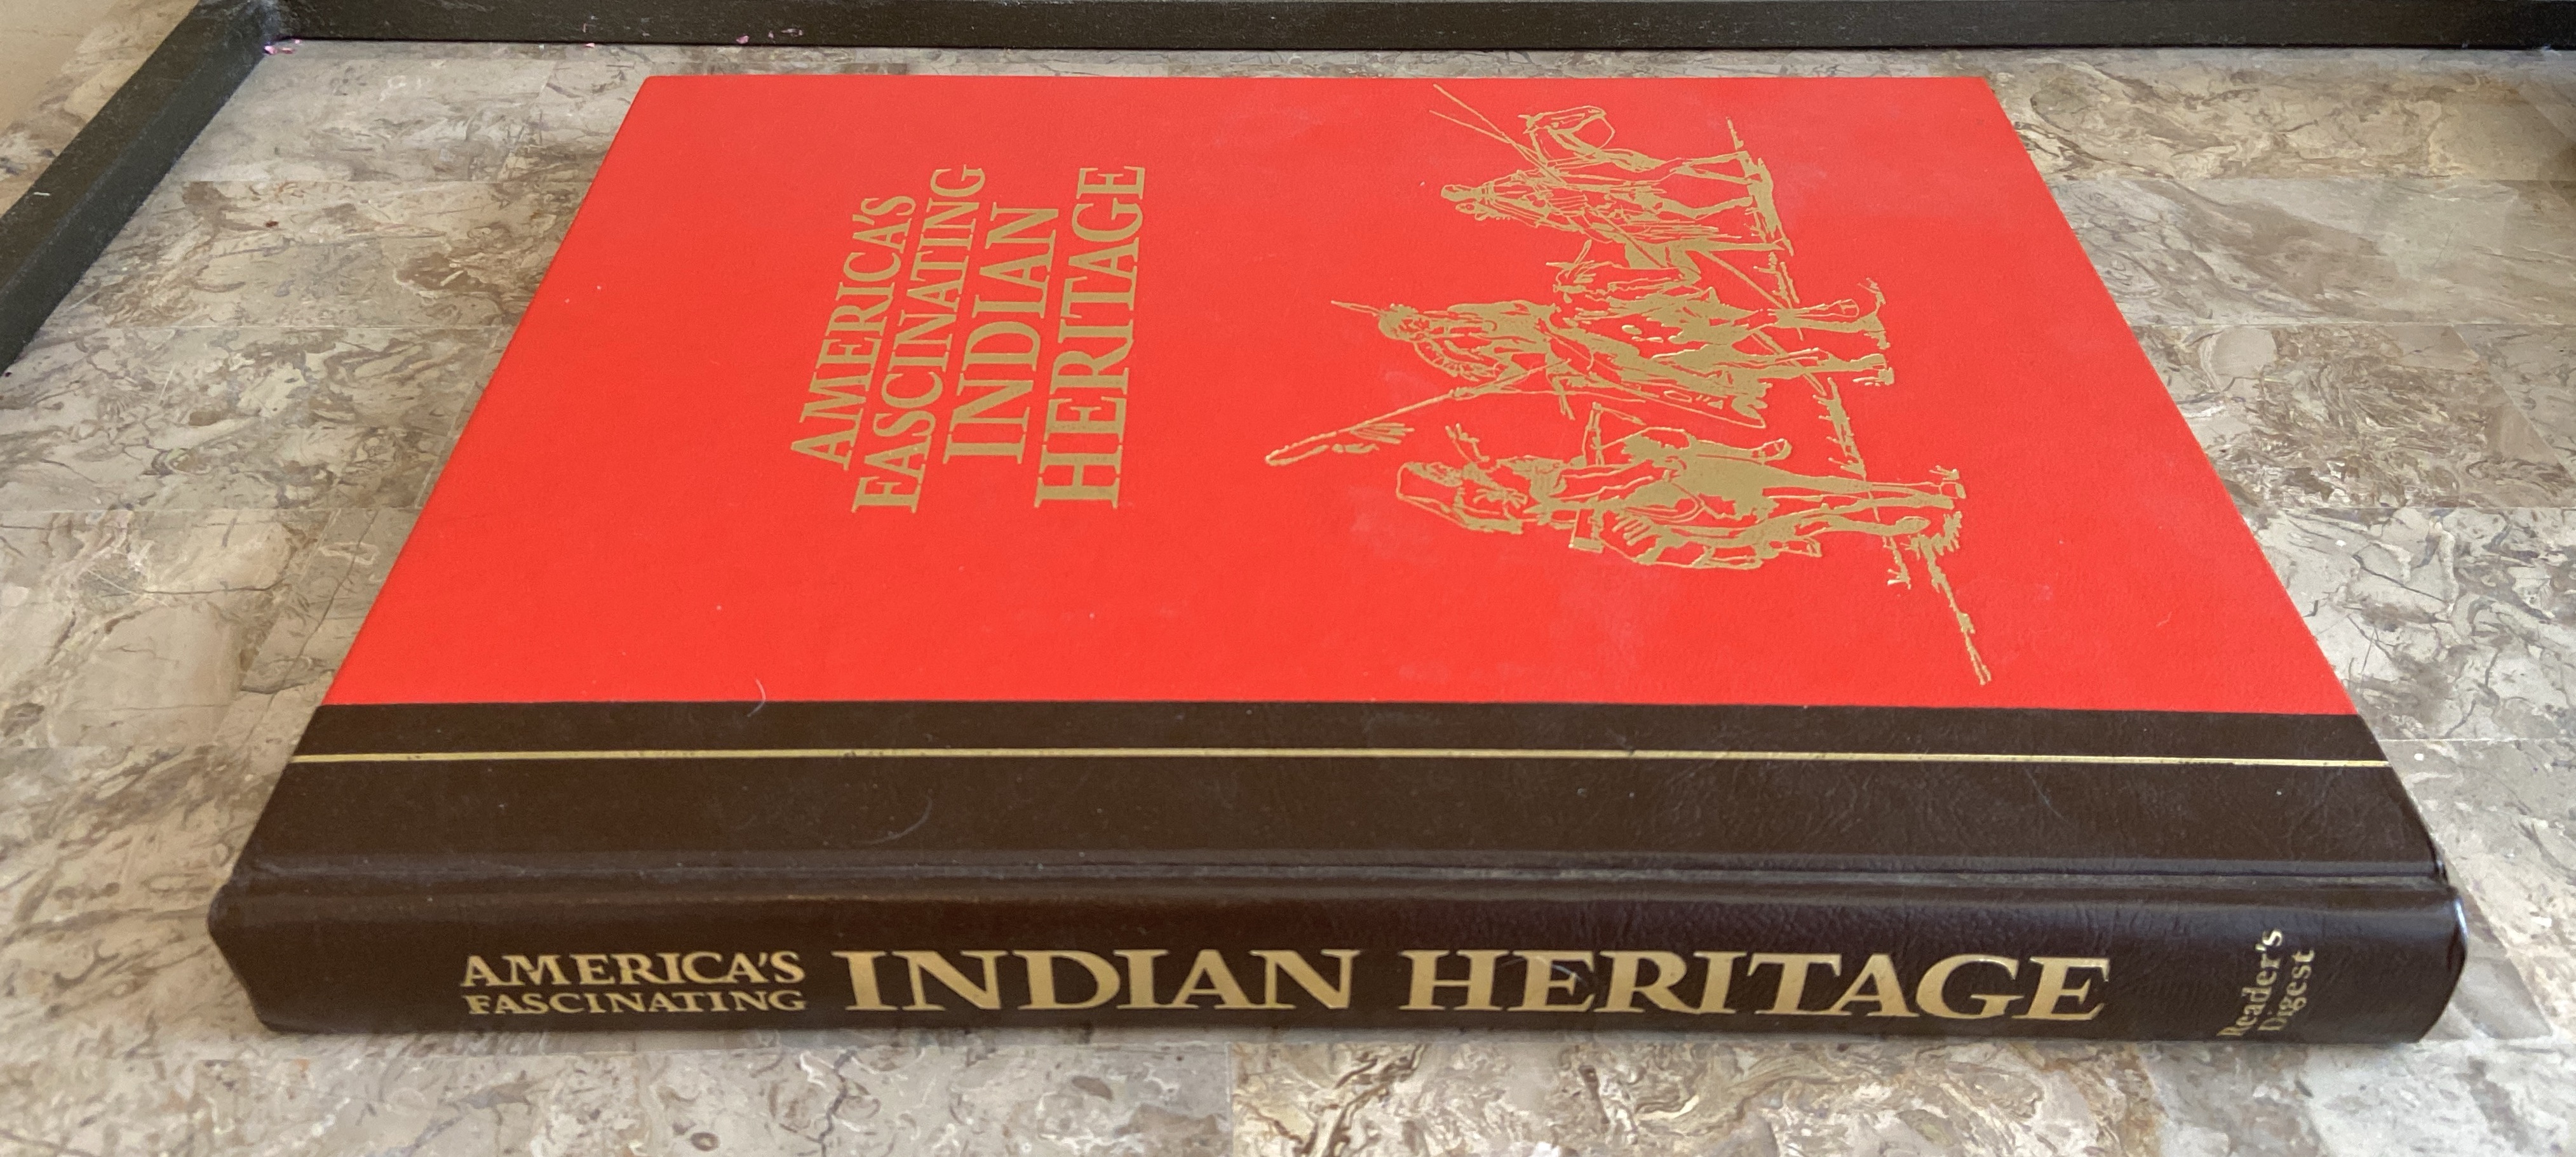 AMERICA'S
FASCINATING
INDIAN
HERITAGE
AMERICA'S
FASCINATING
INDIAN HERITAGE
Reader's
Digest